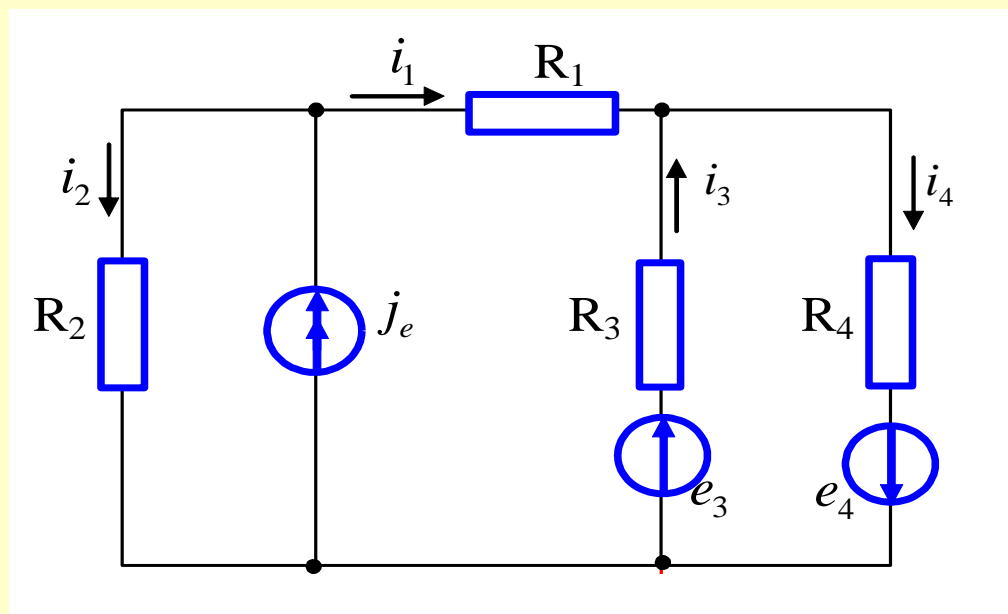 i₁
R₁
i₂
i₃
i₄
R₂
jₑ
R₃
R₄
e₃
e₄